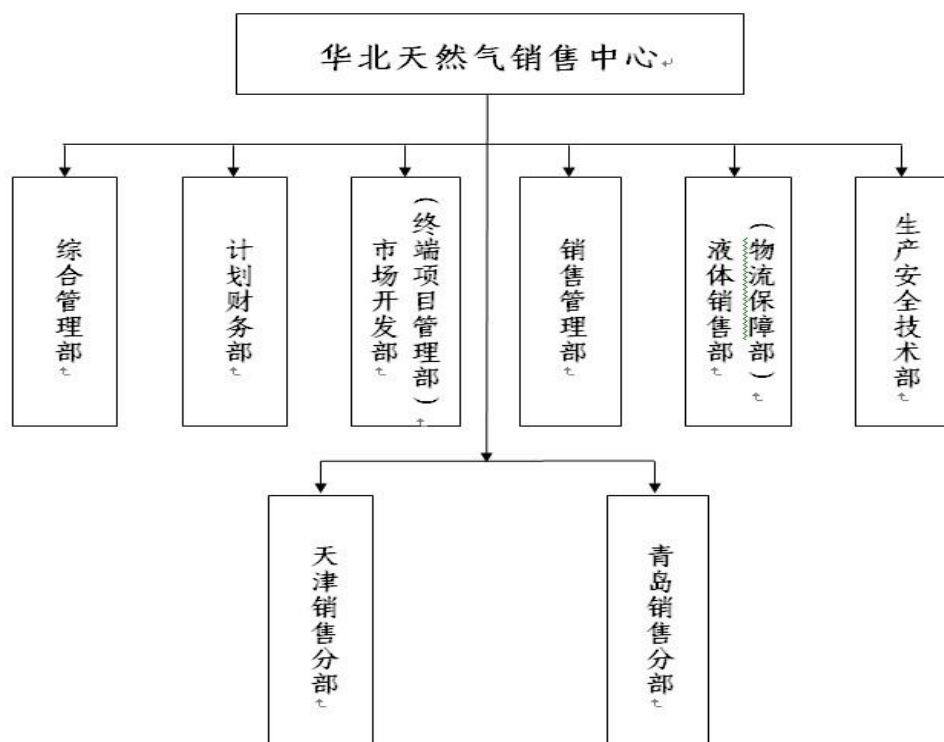 华北天然气销售中心
综合管理部
计划财务部
市场开发部
（终端项目管理部）
销售管理部
液体销售部
（物流保障部）
生产安全技术部
天津销售分部
青岛销售分部